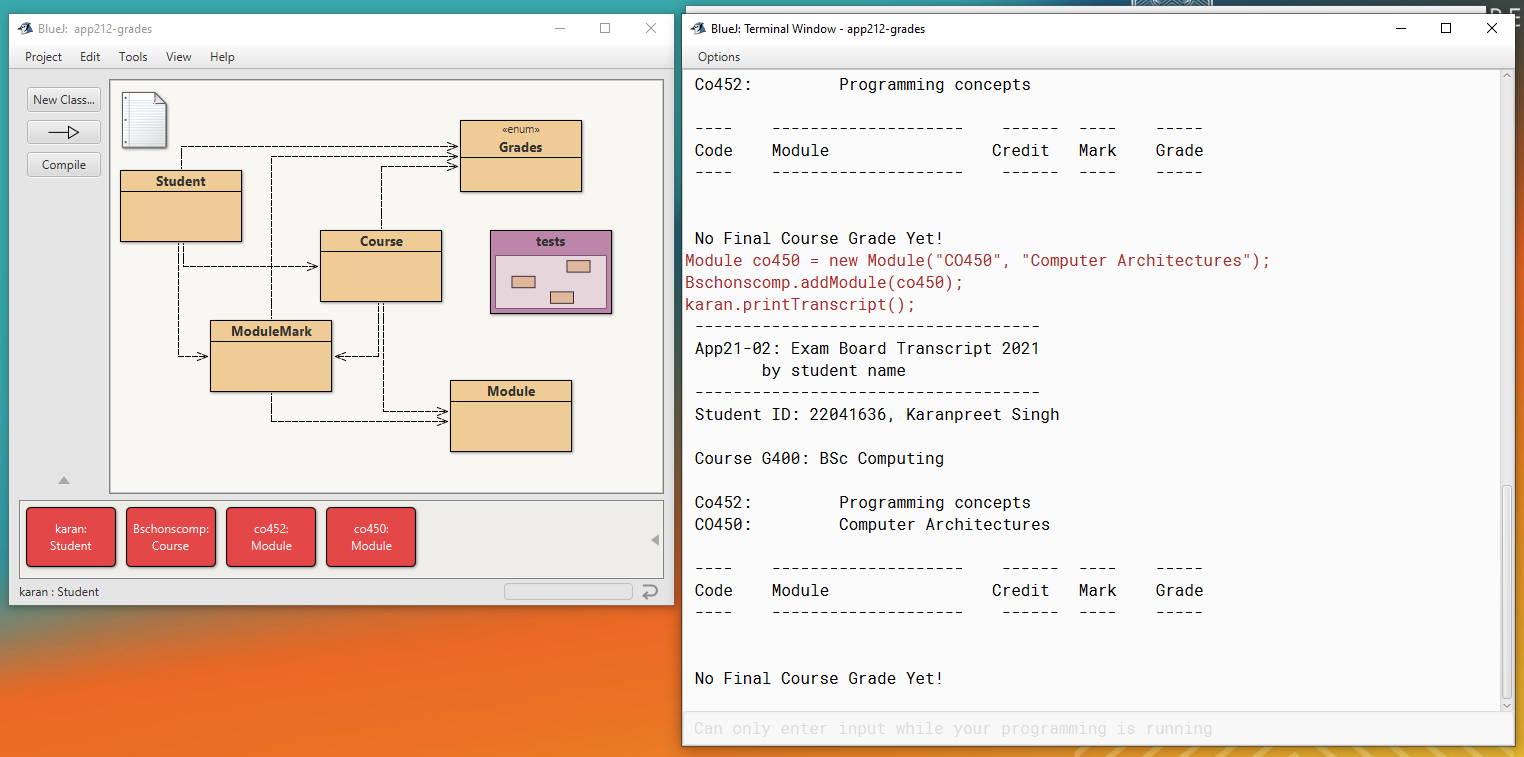 BlueJ: app212-grades
Project Edit Tools View Help
New Class...
Compile
«enum»
Grades
Student
Course
tests
ModuleMark
Module
karan:
Student
Bschonscomp:
Course
co452:
Module
co450:
Module
karan : Student
BlueJ: Terminal Window - app212-grades
Options
Co452: Programming concepts
---- -------------------- ------ ---- -----
Code Module Credit Mark Grade
---- -------------------- ------ ---- -----
No Final Course Grade Yet!
Module co450 = new Module("CO450", "Computer Architectures");
Bschonscomp.addModule(co450);
karan.printTranscript();
------------------------------------
App21-02: Exam Board Transcript 2021
by student name
------------------------------------
Student ID: 22041636, Karanpreet Singh
Course G400: BSc Computing
Co452: Programming concepts
CO450: Computer Architectures
---- -------------------- ------ ---- -----
Code Module Credit Mark Grade
---- -------------------- ------ ---- -----
No Final Course Grade Yet!
Can only enter input while your programming is running